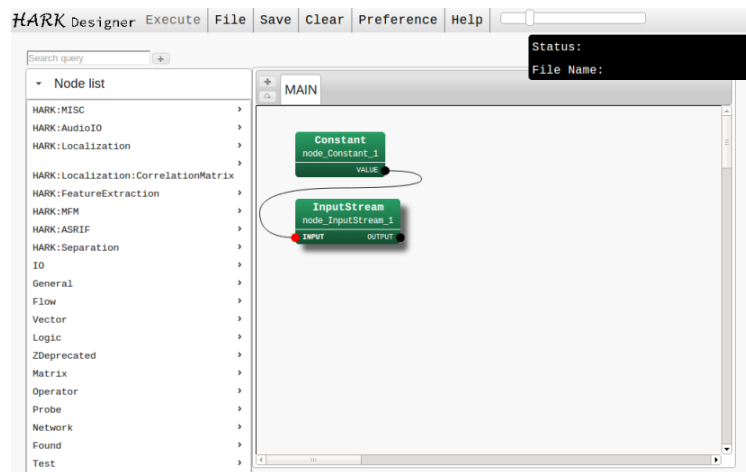 HARK Designer Execute File Save Clear Preference Help
Status:
File Name:
Search query
Node list
MAIN
HARK:MISC
HARK:AudioIO
HARK:Localization
HARK:Localization:CorrelationMatrix
HARK:FeatureExtraction
HARK:MFM
HARK:ASRIF
HARK:Separation
IO
General
Flow
Vector
Logic
ZDeprecated
Matrix
Operator
Probe
Network
Found
Test
Constant
node_Constant_1
VALUE
InputStream
node_InputStream_1
INPUT OUTPUT